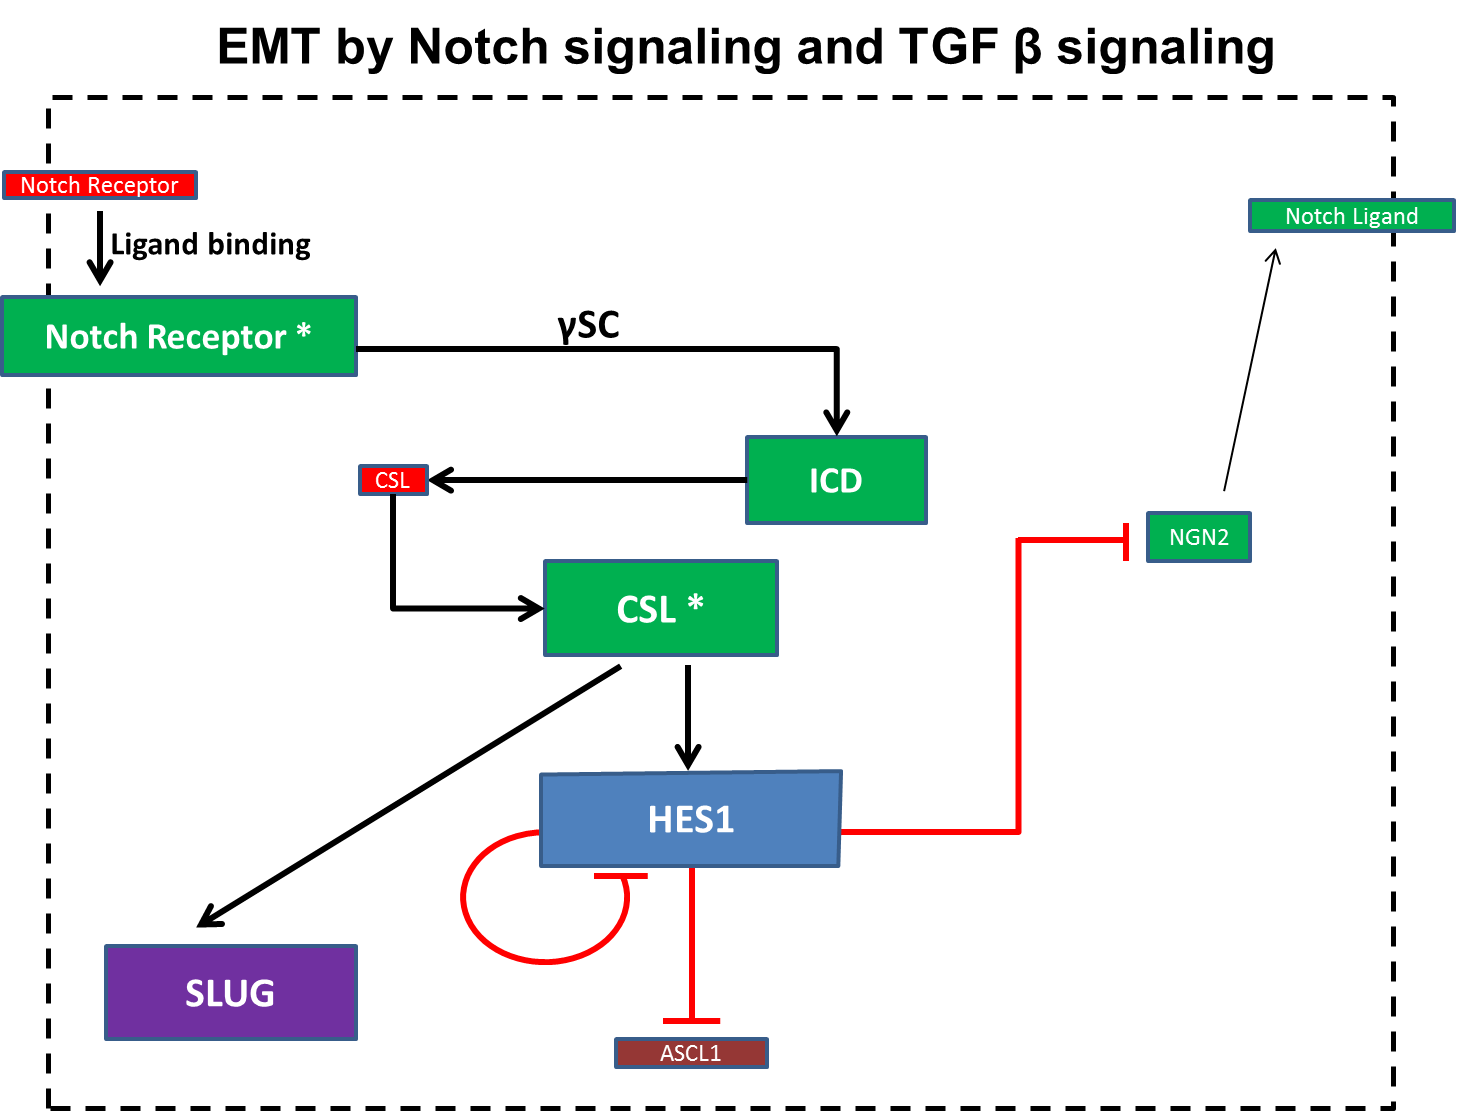 EMT by Notch signaling and TGF β signaling
Notch Receptor
Notch Ligand
Ligand binding
Notch Receptor *
γSC
ICD
CSL
NGN2
CSL *
HES1
SLUG
ASCL1